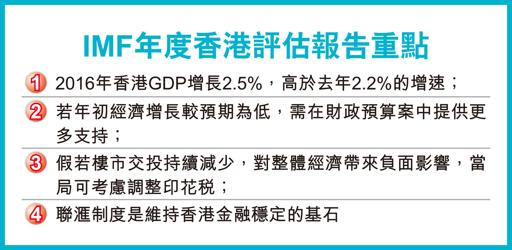 IMF年度香港評估報告重點
1 2016年香港GDP增長2.5%，高於去年2.2%的增速；
2 若年初經濟增長較預期為低，需在財政預算案中提供更
多支持；
3 假若樓市交投持續減少，對整體經濟帶來負面影響，當
局可考慮調整印花稅；
4 聯滙制度是維持香港金融穩定的基石